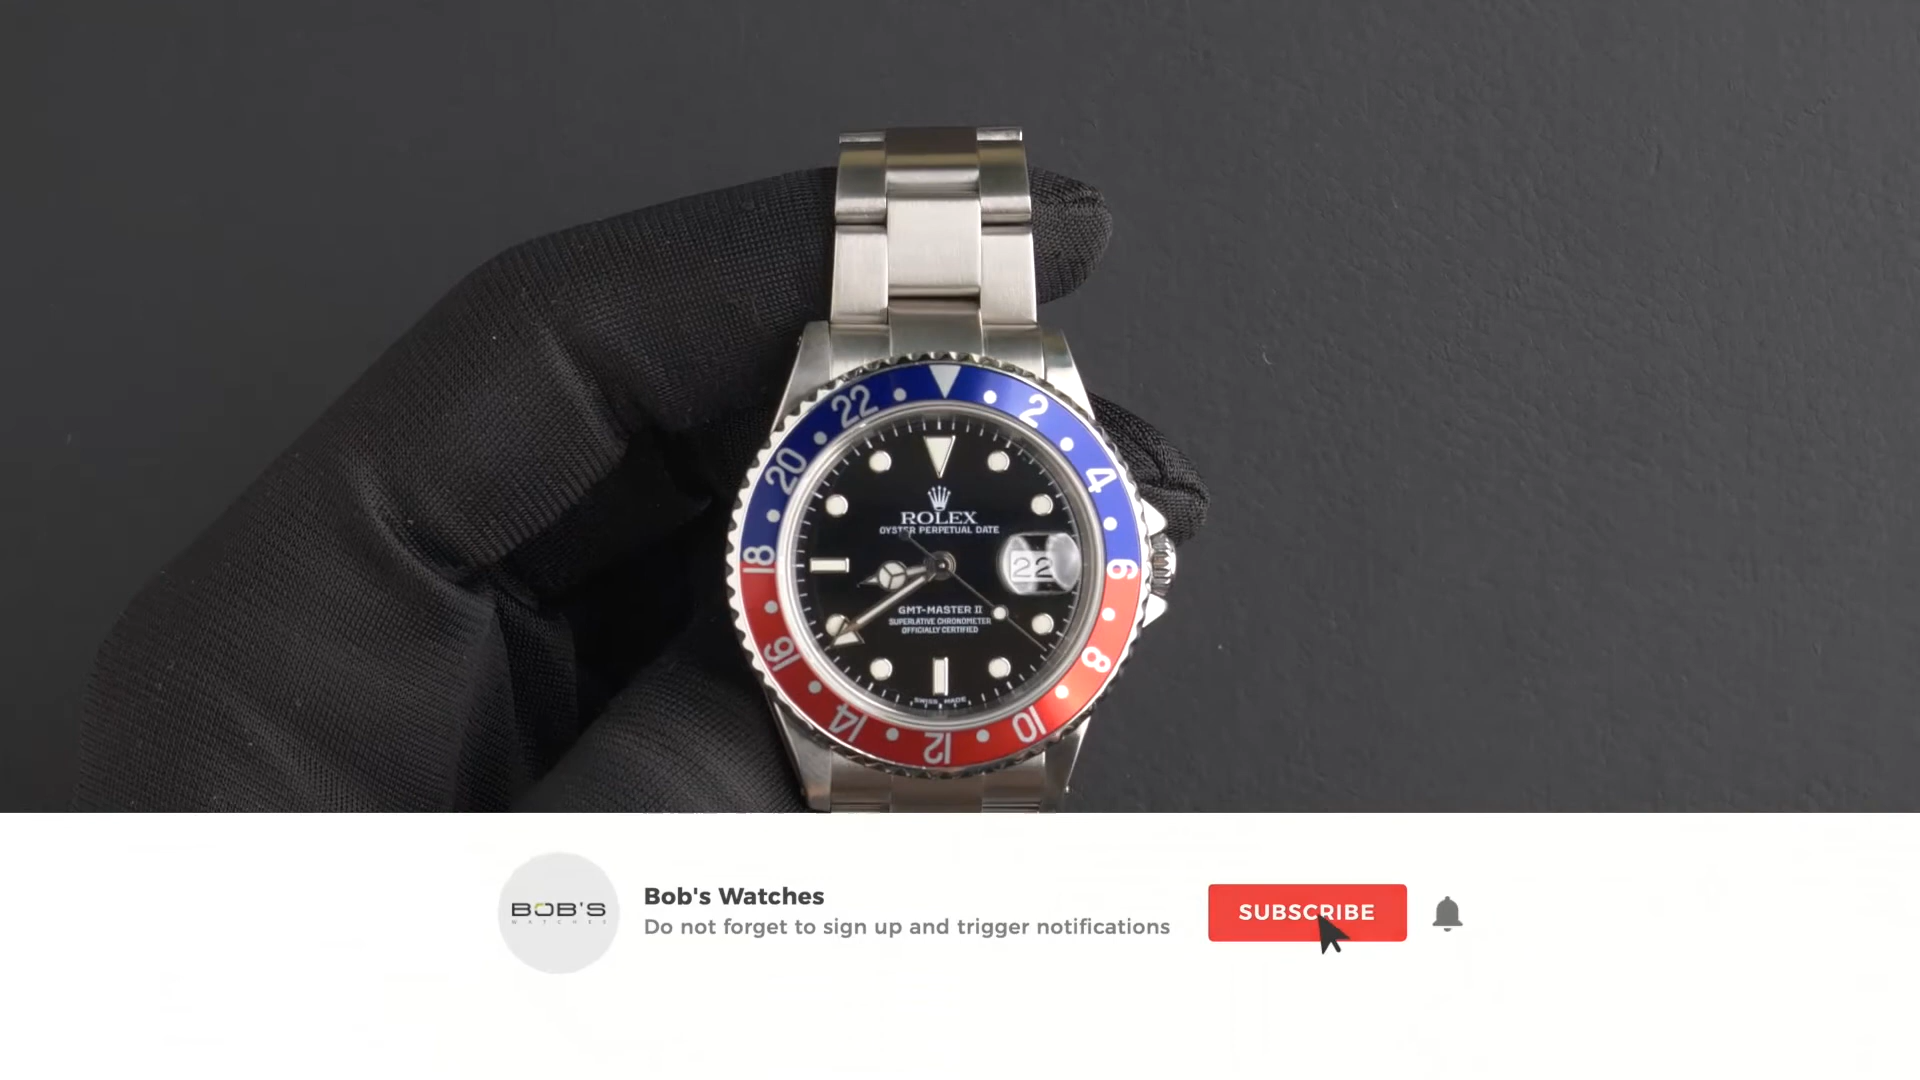 22
2
20
4
ROLEX
OYSTER PERPETUAL DATE
18
22
6
GMT-MASTER II
SUPERLATIVE CHRONOMETER
OFFICIALLY CERTIFIED
16
8
SWISS MADE
14
10
12
BOB'S
WATCHES
Bob's Watches
Do not forget to sign up and trigger notifications
SUBSCRIBE